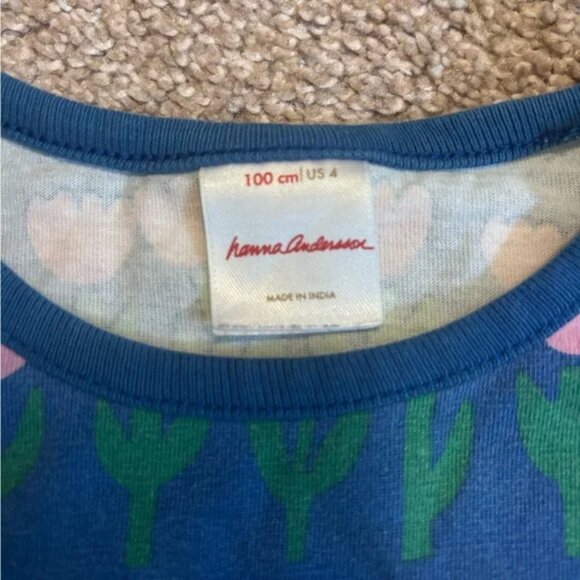 100 cm| US 4
hanna Andersson
MADE IN INDIA